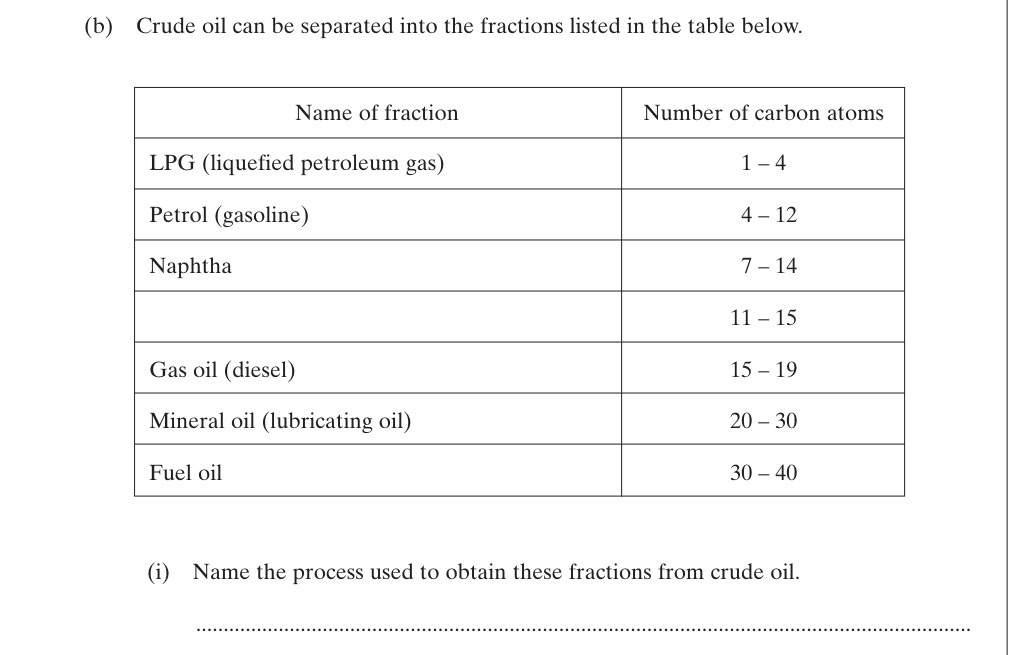 (b) Crude oil can be separated into the fractions listed in the table below.
Name of fraction Number of carbon atoms
LPG (liquefied petroleum gas) 1 – 4
Petrol (gasoline) 4 – 12
Naphtha 7 – 14
11 – 15
Gas oil (diesel) 15 – 19
Mineral oil (lubricating oil) 20 – 30
Fuel oil 30 – 40
(i) Name the process used to obtain these fractions from crude oil.